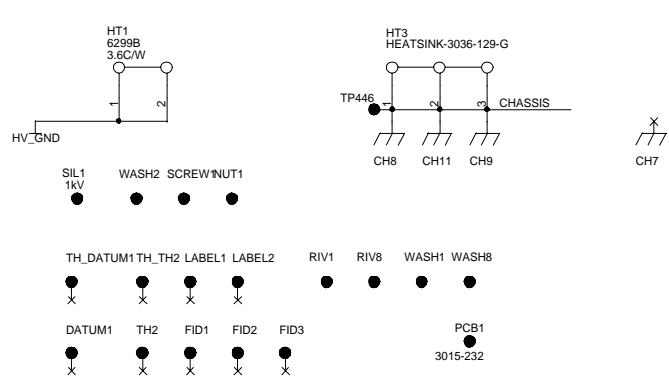 HT1
6299B
3.6C/W
1
2
HV_GND
HT3
HEATSINK-3036-129-G
TP446
1
2
3
CHASSIS
CH8
CH11
CH9
CH7
SIL1
1kV
WASH2
SCREW1
NUT1
TH_DATUM1
TH_TH2
LABEL1
LABEL2
RIV1
RIV8
WASH1
WASH8
DATUM1
TH2
FID1
FID2
FID3
PCB1
3015-232